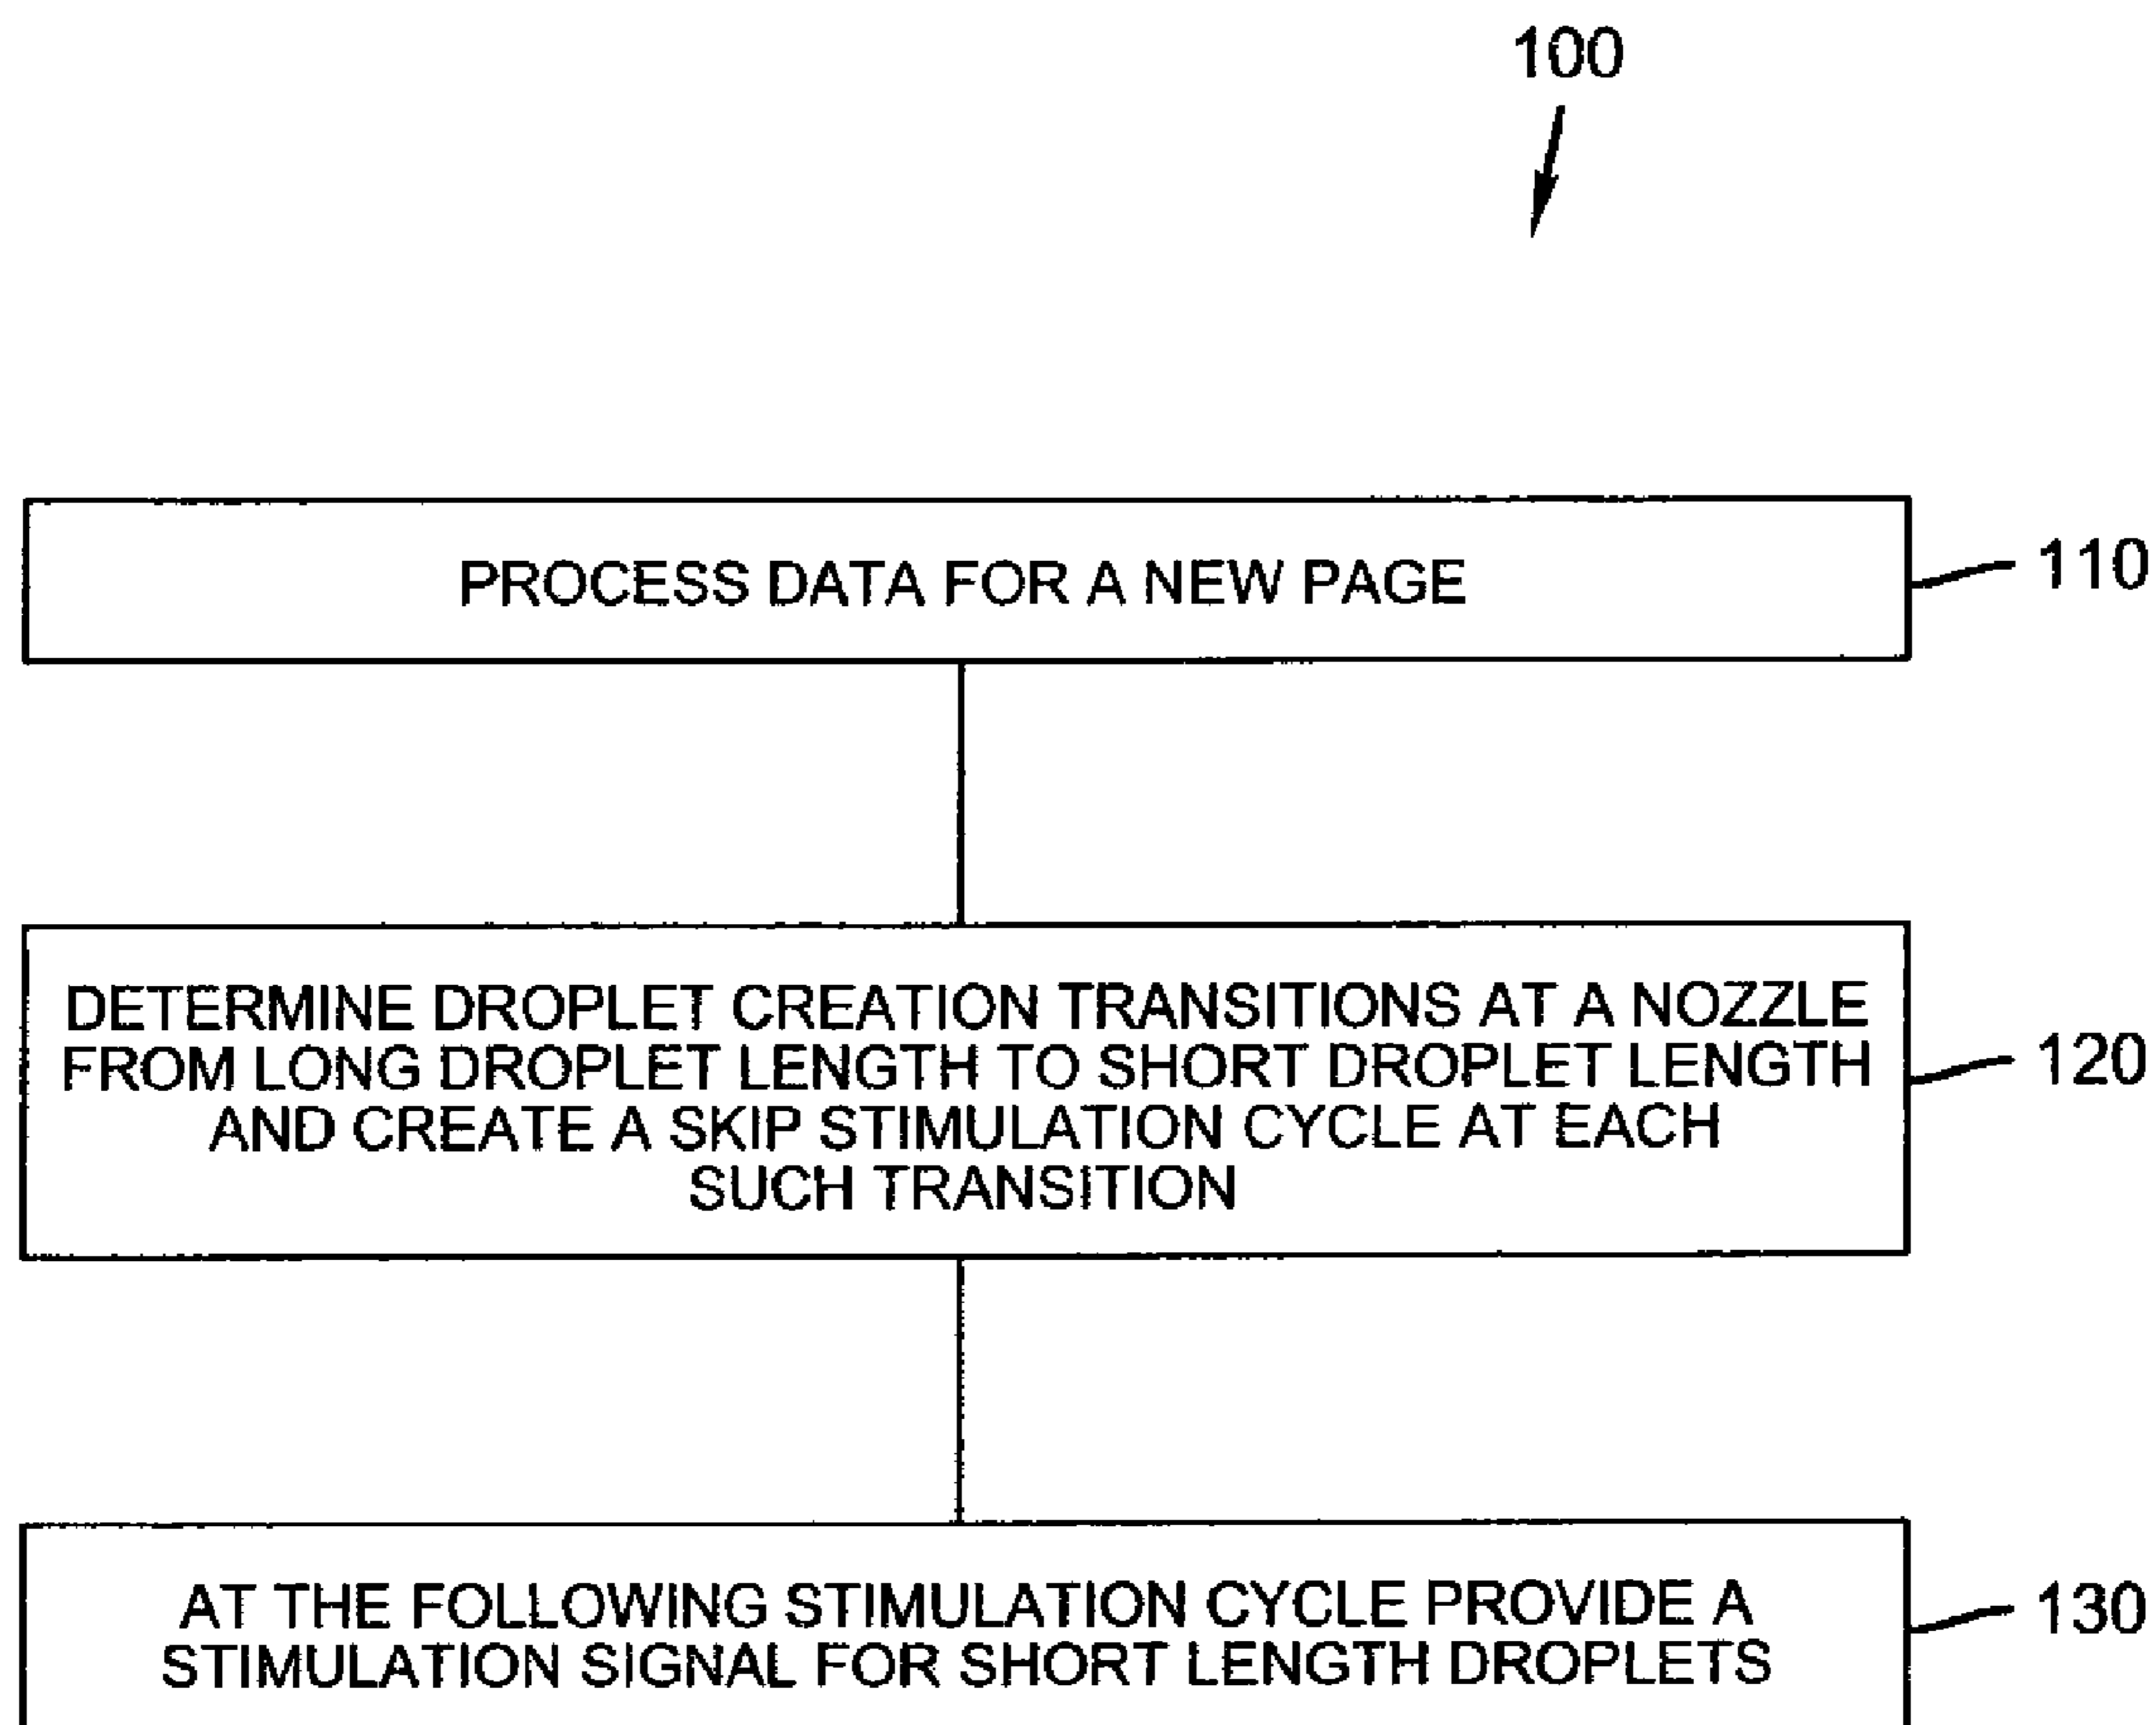 100
PROCESS DATA FOR A NEW PAGE
110
DETERMINE DROPLET CREATION TRANSITIONS AT A NOZZLE
FROM LONG DROPLET LENGTH TO SHORT DROPLET LENGTH
AND CREATE A SKIP STIMULATION CYCLE AT EACH
SUCH TRANSITION
120
AT THE FOLLOWING STIMULATION CYCLE PROVIDE A
STIMULATION SIGNAL FOR SHORT LENGTH DROPLETS
130